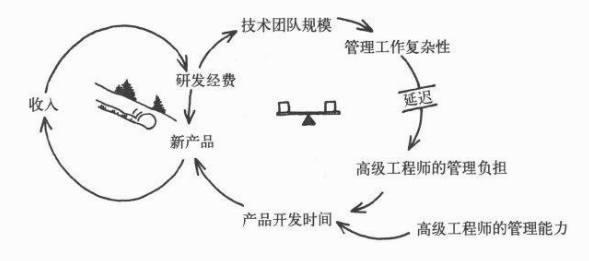 技术团队规模
管理工作复杂性
研发经费
收入
延迟
新产品
高级工程师的管理负担
产品开发时间
高级工程师的管理能力